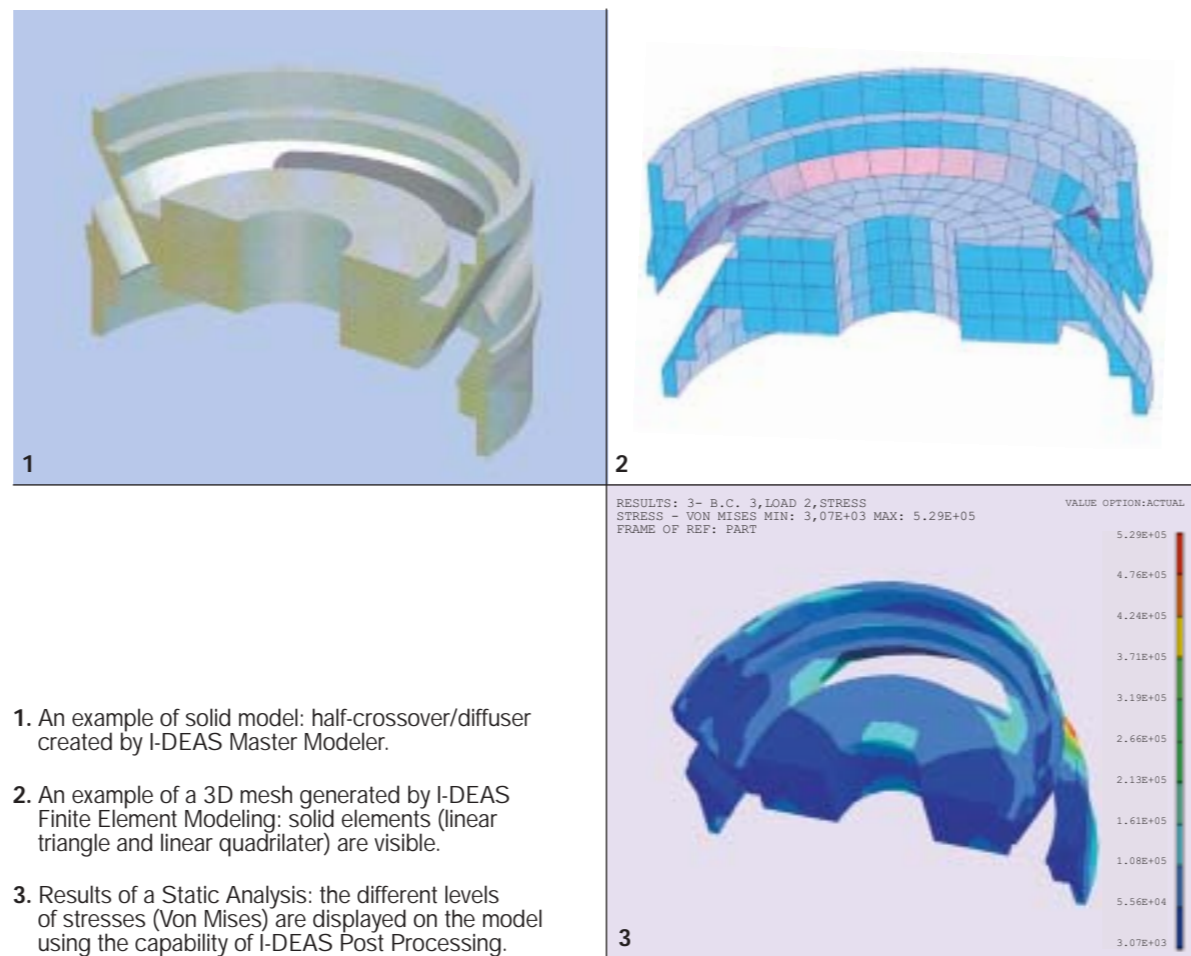 1
2
RESULTS: 3- B.C. 3,LOAD 2,STRESS
STRESS - VON MISES MIN: 3,07E+03 MAX: 5.29E+05
FRAME OF REF: PART
VALUE OPTION:ACTUAL
5.29E+05
4.76E+05
4.24E+05
3.71E+05
3.19E+05
2.66E+05
2.13E+05
1.61E+05
1.08E+05
5.56E+04
3.07E+03
3
1. An example of solid model: half-crossover/diffuser
created by I-DEAS Master Modeler.
2. An example of a 3D mesh generated by I-DEAS
Finite Element Modeling: solid elements (linear
triangle and linear quadrilater) are visible.
3. Results of a Static Analysis: the different levels
of stresses (Von Mises) are displayed on the model
using the capability of I-DEAS Post Processing.